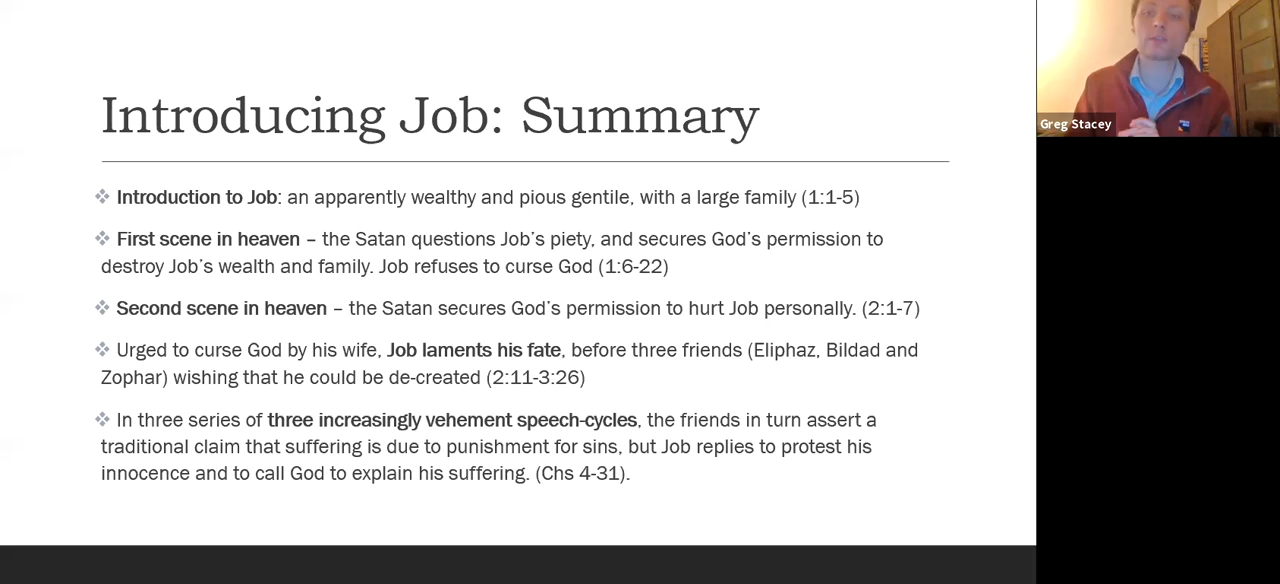 Introducing Job: Summary
Greg Stacey
❖ Introduction to Job: an apparently wealthy and pious gentile, with a large family (1:1-5)
❖ First scene in heaven – the Satan questions Job's piety, and secures God's permission to
destroy Job's wealth and family. Job refuses to curse God (1:6-22)
❖ Second scene in heaven – the Satan secures God's permission to hurt Job personally. (2:1-7)
❖ Urged to curse God by his wife, Job laments his fate, before three friends (Eliphaz, Bildad and
Zophar) wishing that he could be de-created (2:11-3:26)
❖ In three series of three increasingly vehement speech-cycles, the friends in turn assert a
traditional claim that suffering is due to punishment for sins, but Job replies to protest his
innocence and to call God to explain his suffering. (Chs 4-31).